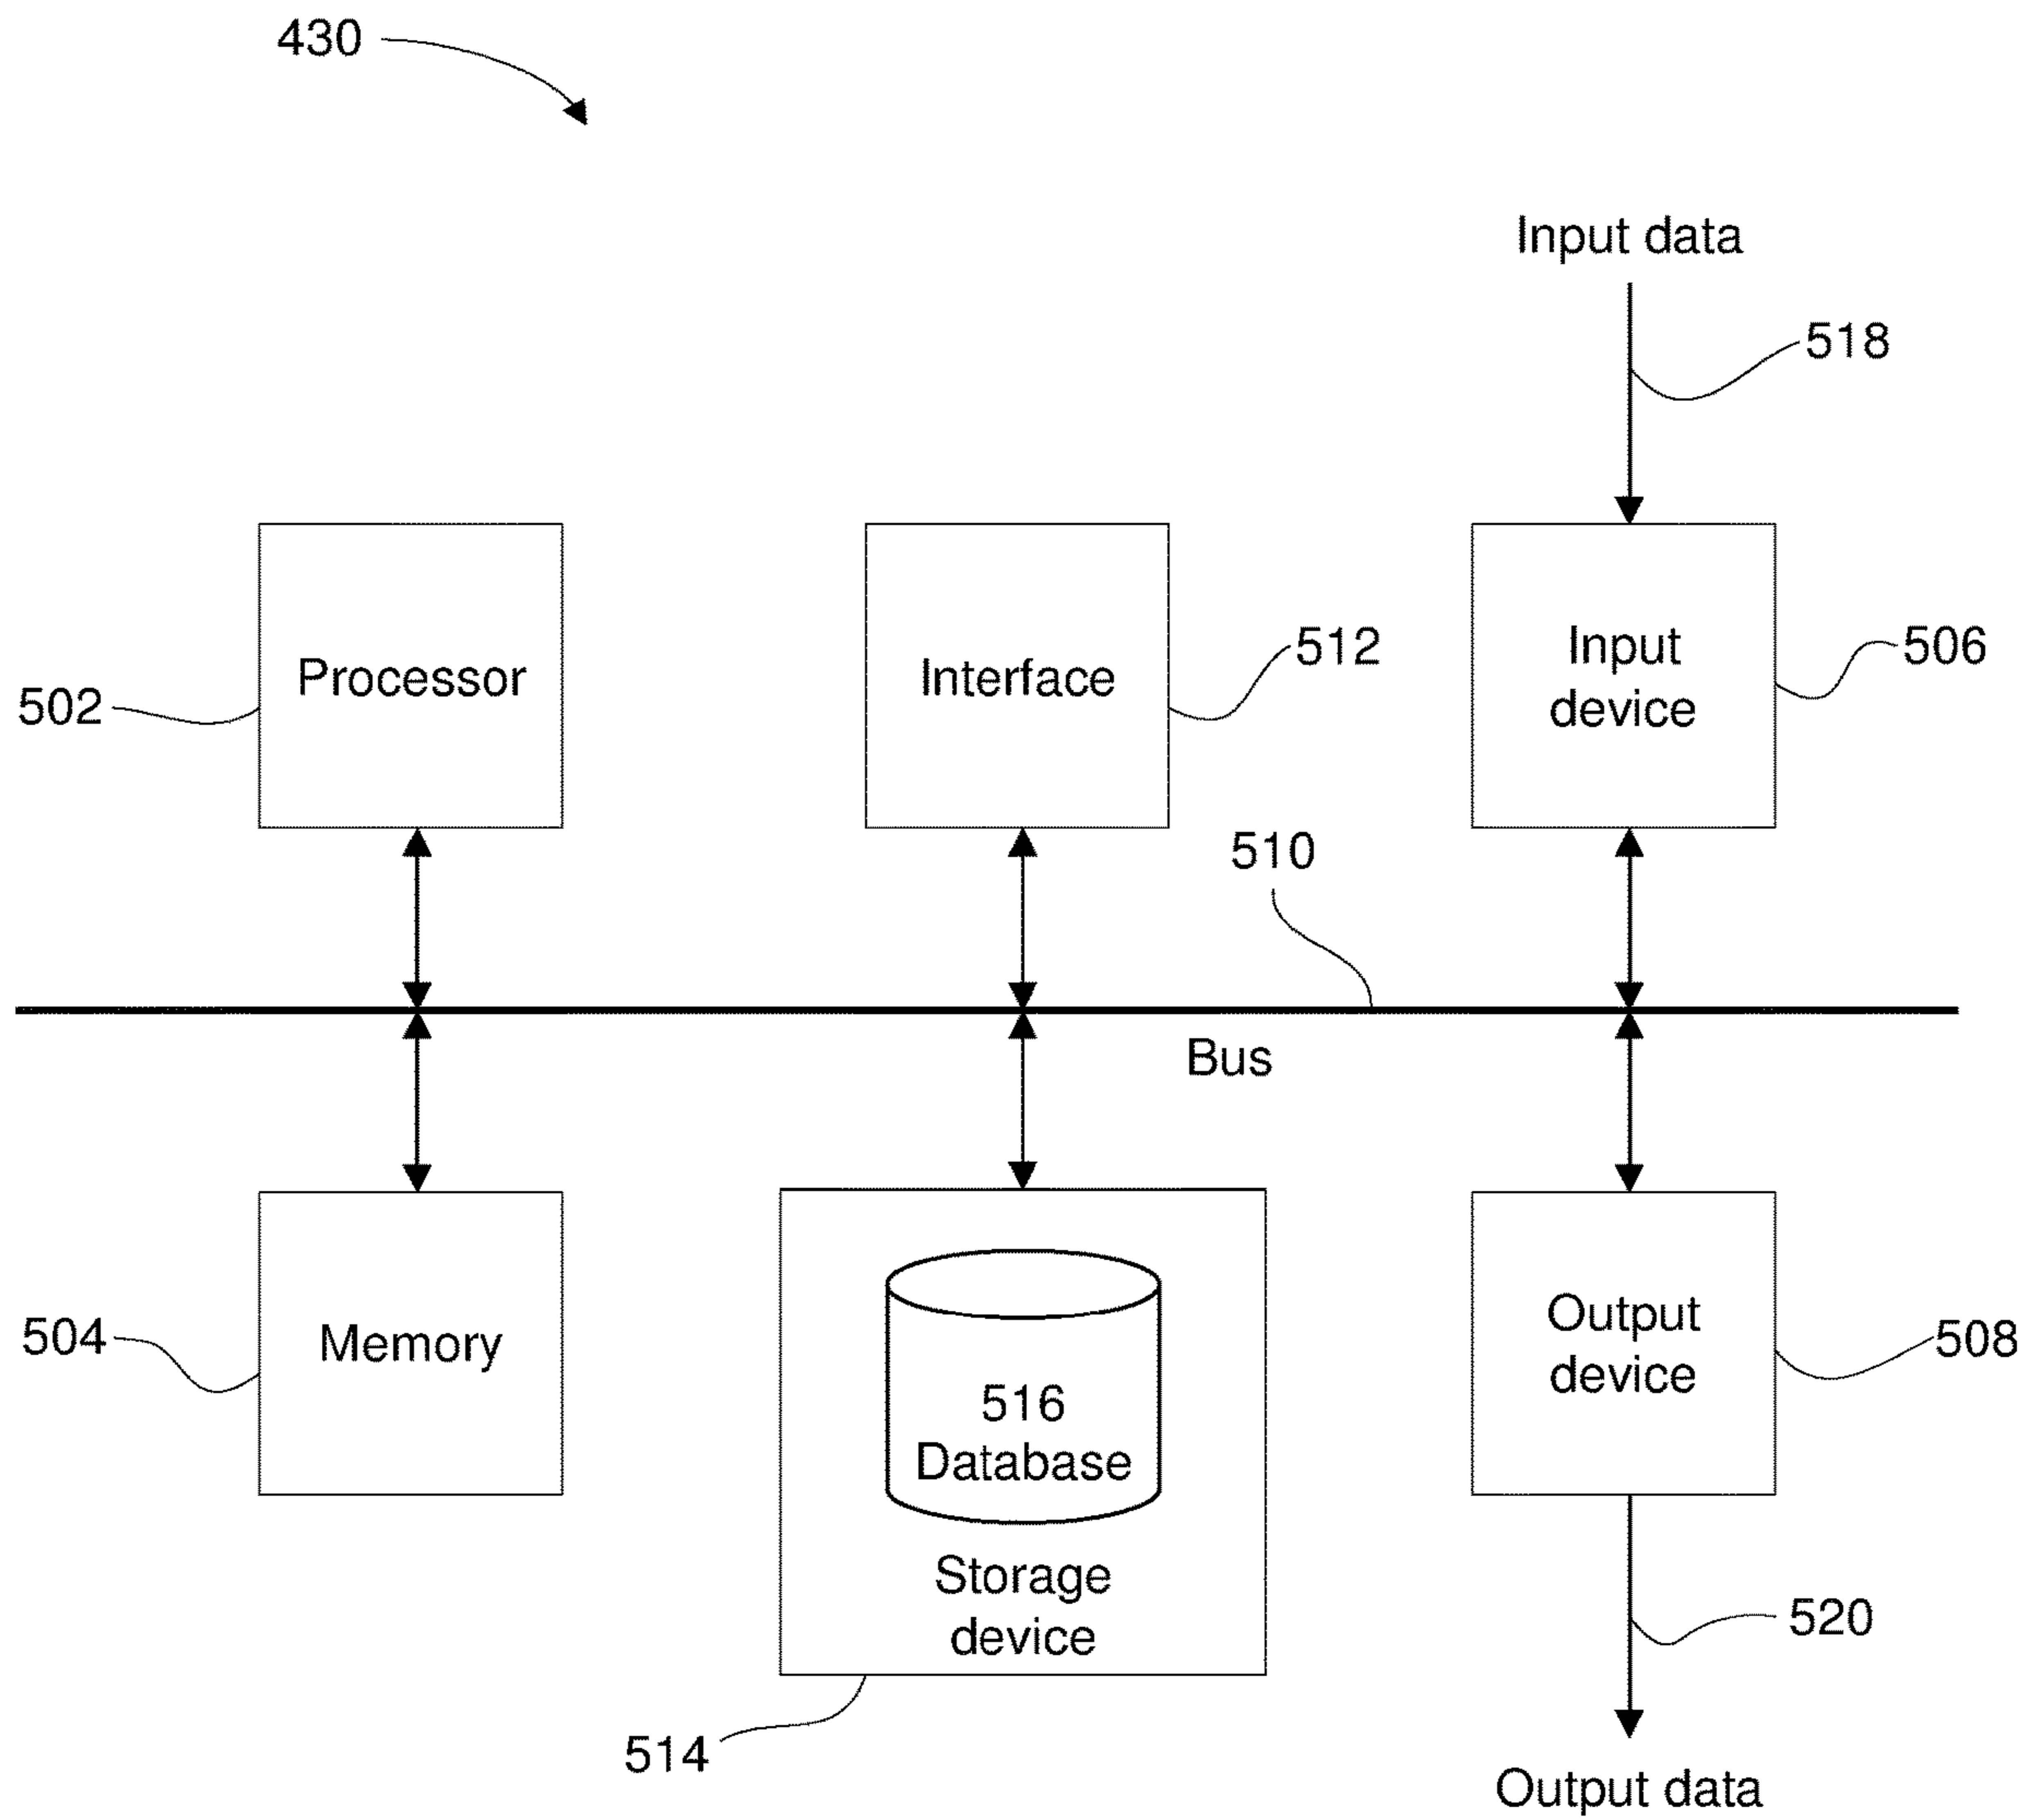 430
Input data
518
Processor
502
Interface
512
Input
device
506
510
Bus
Memory
504
516
Database
Storage
device
514
Output
device
508
520
Output data